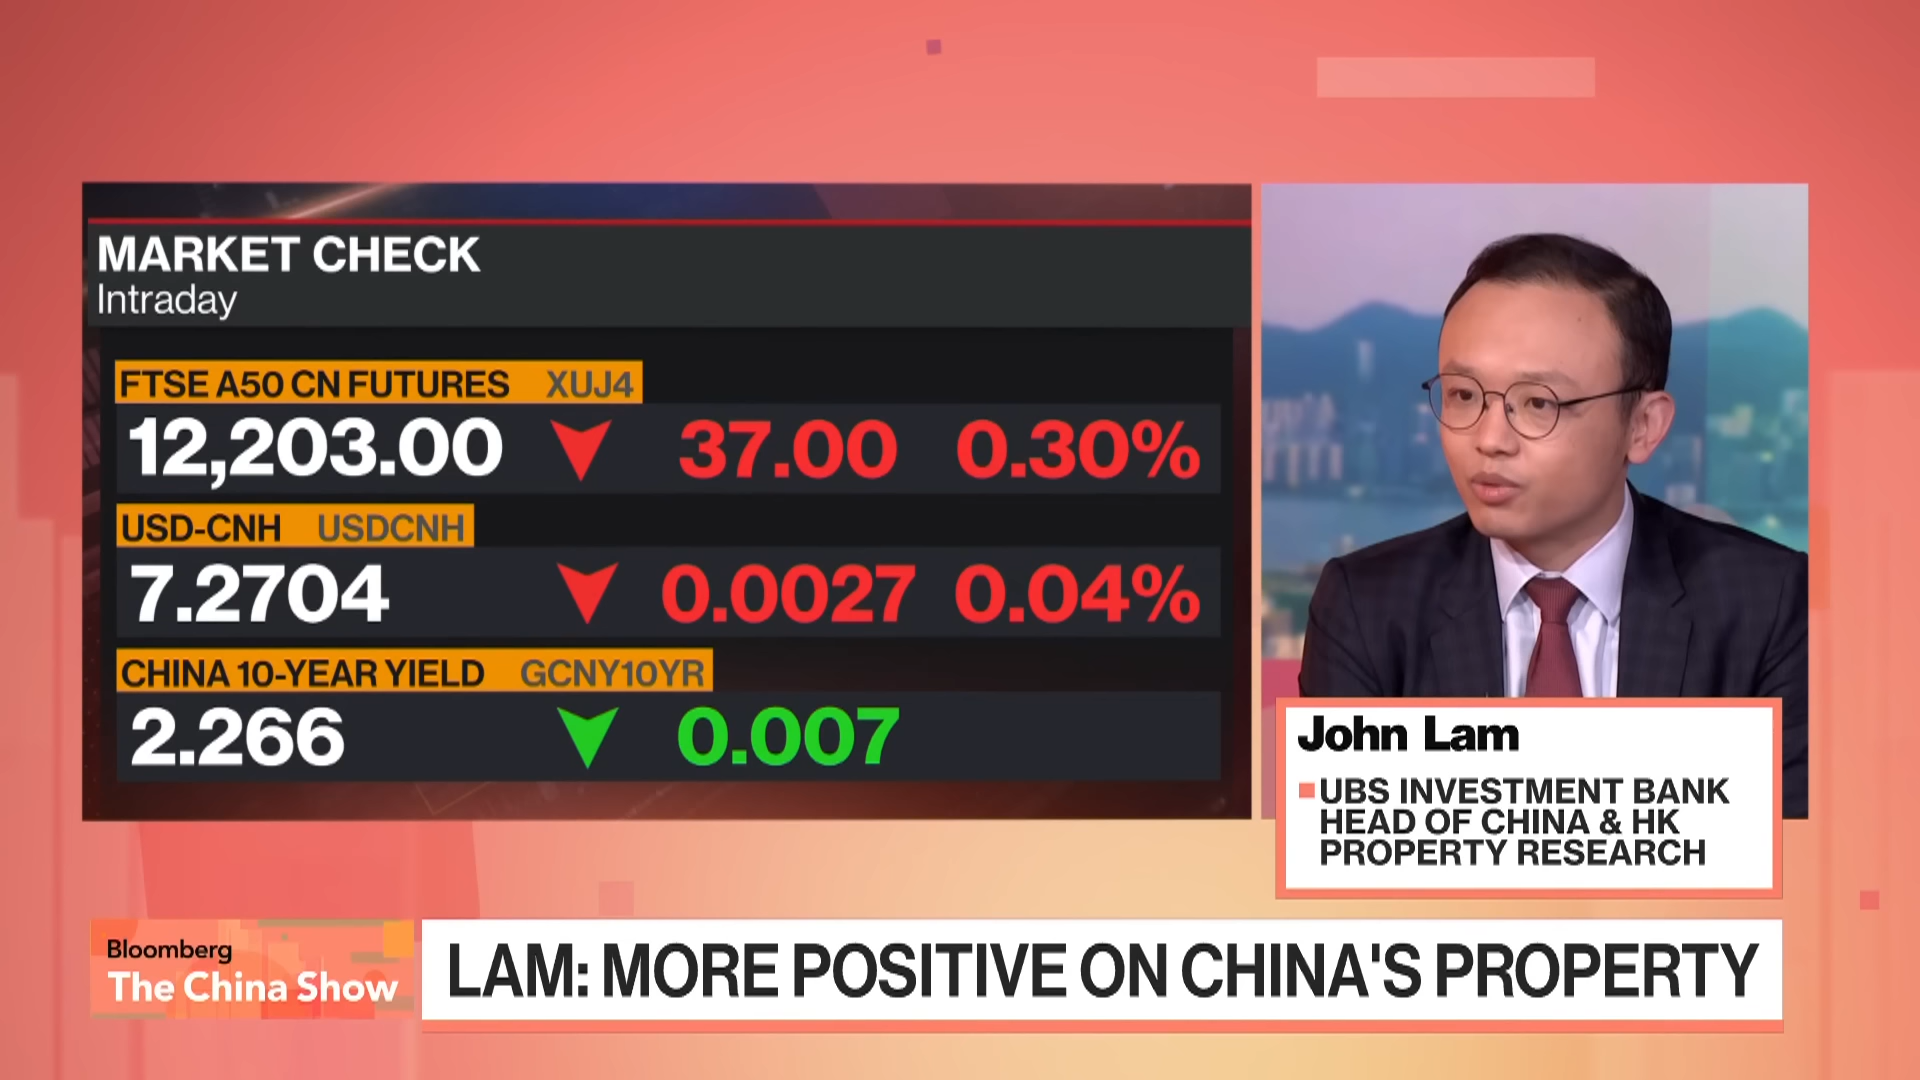 MARKET CHECK
Intraday
FTSE A50 CN FUTURES XUJ4
12,203.00 37.00 0.30%
USD-CNH USDCNH
7.2704 0.0027 0.04%
CHINA 10-YEAR YIELD GCNY10YR
2.266 0.007
John Lam
UBS INVESTMENT BANK
HEAD OF CHINA & HK
PROPERTY RESEARCH
Bloomberg
The China Show
LAM: MORE POSITIVE ON CHINA'S PROPERTY